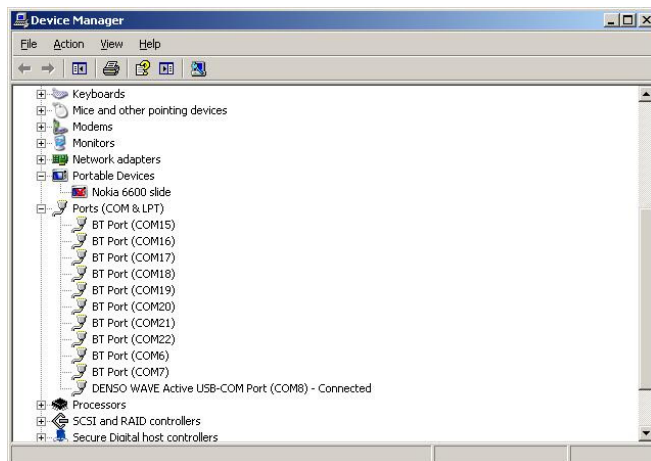 Device Manager
File Action View Help
Keyboards
Mice and other pointing devices
Modems
Monitors
Network adapters
Portable Devices
Nokia 6600 slide
Ports (COM & LPT)
BT Port (COM15)
BT Port (COM16)
BT Port (COM17)
BT Port (COM18)
BT Port (COM19)
BT Port (COM20)
BT Port (COM21)
BT Port (COM22)
BT Port (COM6)
BT Port (COM7)
DENSO WAVE Active USB-COM Port (COM8) - Connected
Processors
SCSI and RAID controllers
Secure Digital host controllers